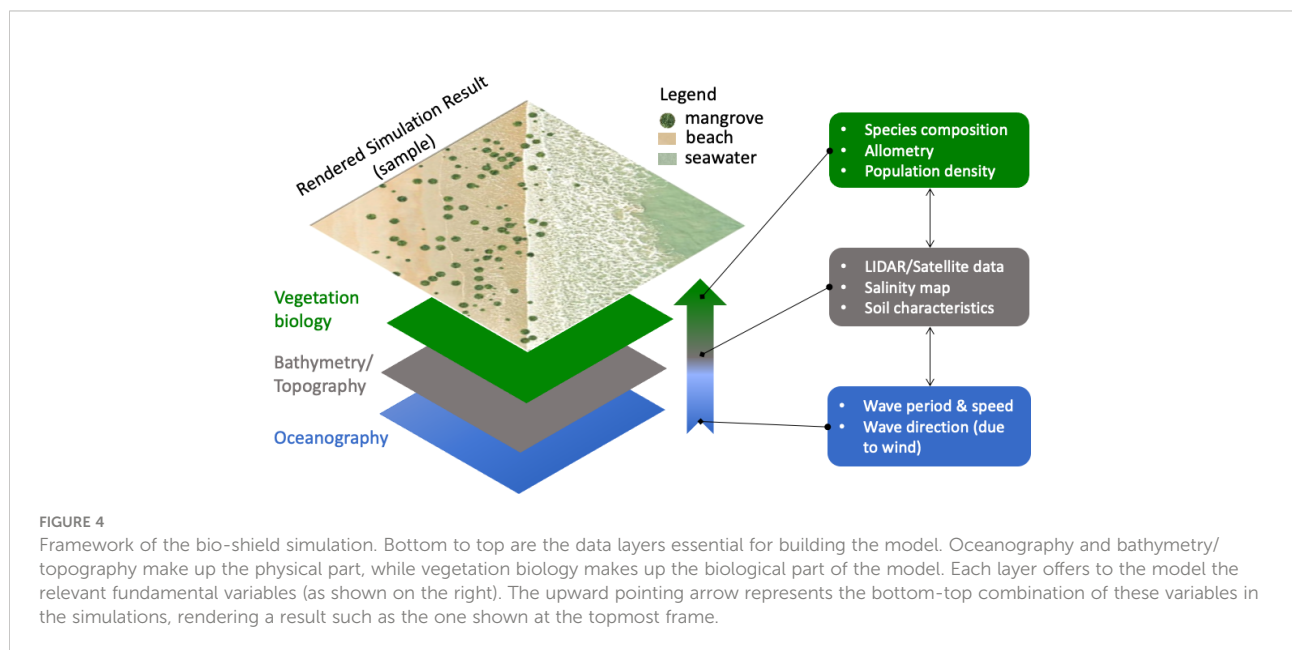 Rendered Simulation Result
(sample)
Legend
mangrove
beach
seawater
Vegetation
biology
Bathymetry/
Topography
Oceanography
• Species composition
• Allometry
• Population density
• LIDAR/Satellite data
• Salinity map
• Soil characteristics
• Wave period & speed
• Wave direction (due
to wind)
FIGURE 4
Framework of the bio-shield simulation. Bottom to top are the data layers essential for building the model. Oceanography and bathymetry/
topography make up the physical part, while vegetation biology makes up the biological part of the model. Each layer offers to the model the
relevant fundamental variables (as shown on the right). The upward pointing arrow represents the bottom-top combination of these variables in
the simulations, rendering a result such as the one shown at the topmost frame.